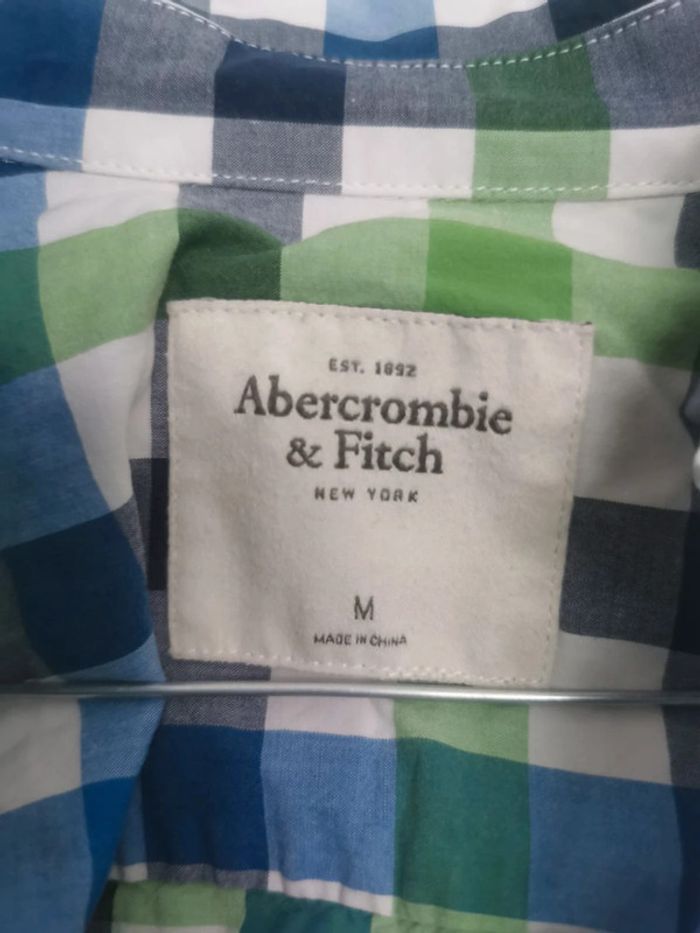 EST. 1892
Abercrombie
& Fitch
NEW YORK
M
MADE IN CHINA